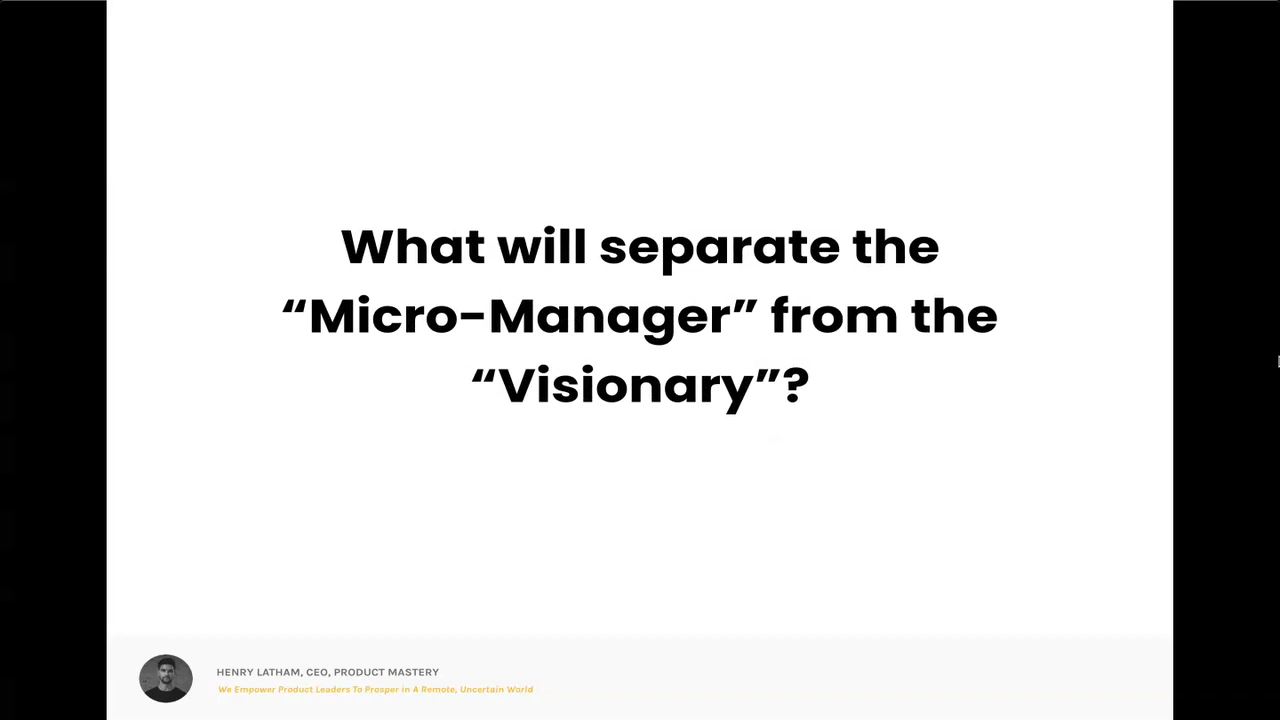 What will separate the
“Micro-Manager” from the
“Visionary”?
HENRY LATHAM, CEO, PRODUCT MASTERY
We Empower Product Leaders To Prosper in A Remote, Uncertain World